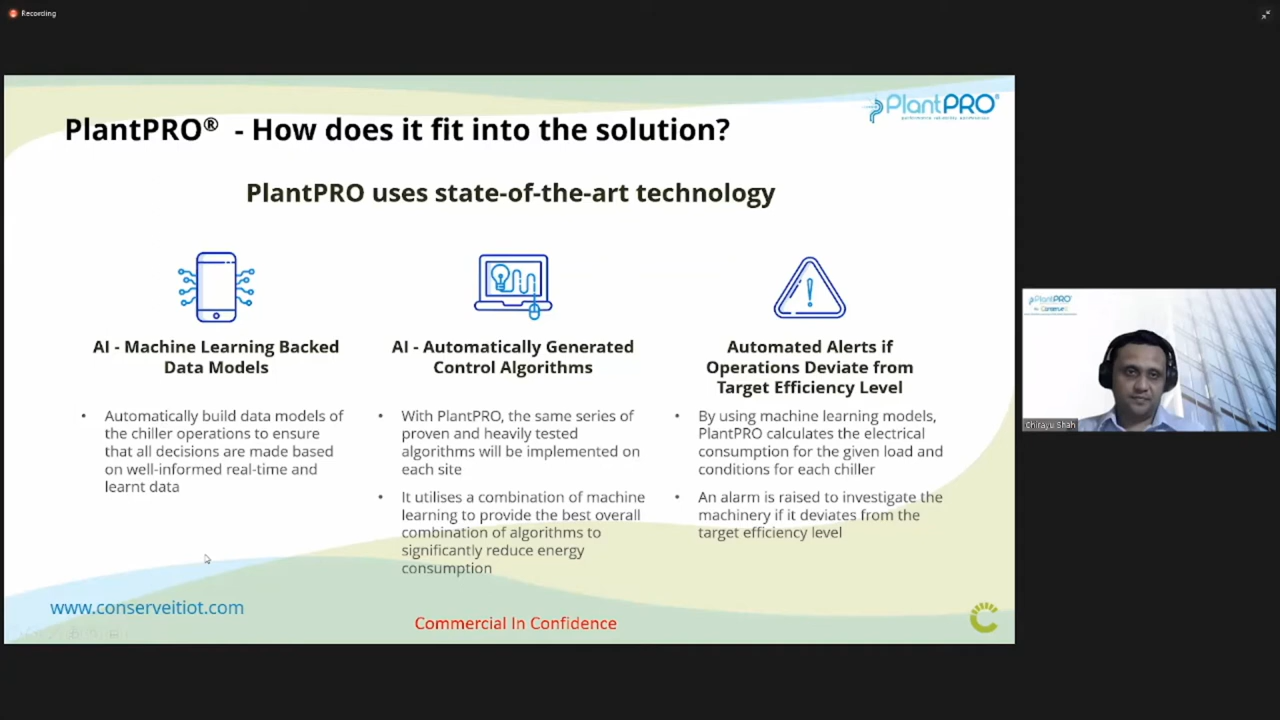 Recording
PlantPRO®
PlantPRO® - How does it fit into the solution?
PlantPRO uses state-of-the-art technology
AI - Machine Learning Backed
Data Models
• Automatically build data models of
the chiller operations to ensure
that all decisions are made based
on well-informed real-time and
learnt data
AI - Automatically Generated
Control Algorithms
• With PlantPRO, the same series of
proven and heavily tested
algorithms will be implemented on
each site
• It utilises a combination of machine
learning to provide the best overall
combination of algorithms to
significantly reduce energy
consumption
Automated Alerts if
Operations Deviate from
Target Efficiency Level
• By using machine learning models,
PlantPRO calculates the electrical
consumption for the given load and
conditions for each chiller
• An alarm is raised to investigate the
machinery if it deviates from the
target efficiency level
www.conserveitiot.com
Commercial In Confidence
PlantPRO
Chirayu Shah